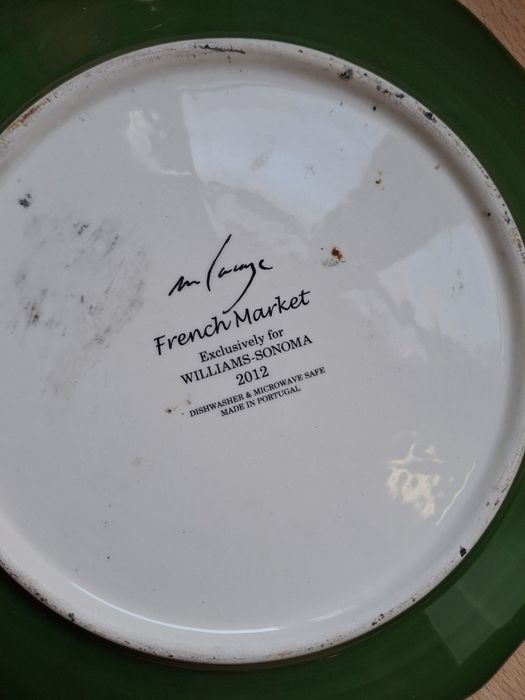 French Market
Exclusively for
WILLIAMS-SONOMA
2012
DISHWASHER & MICROWAVE SAFE
MADE IN PORTUGAL